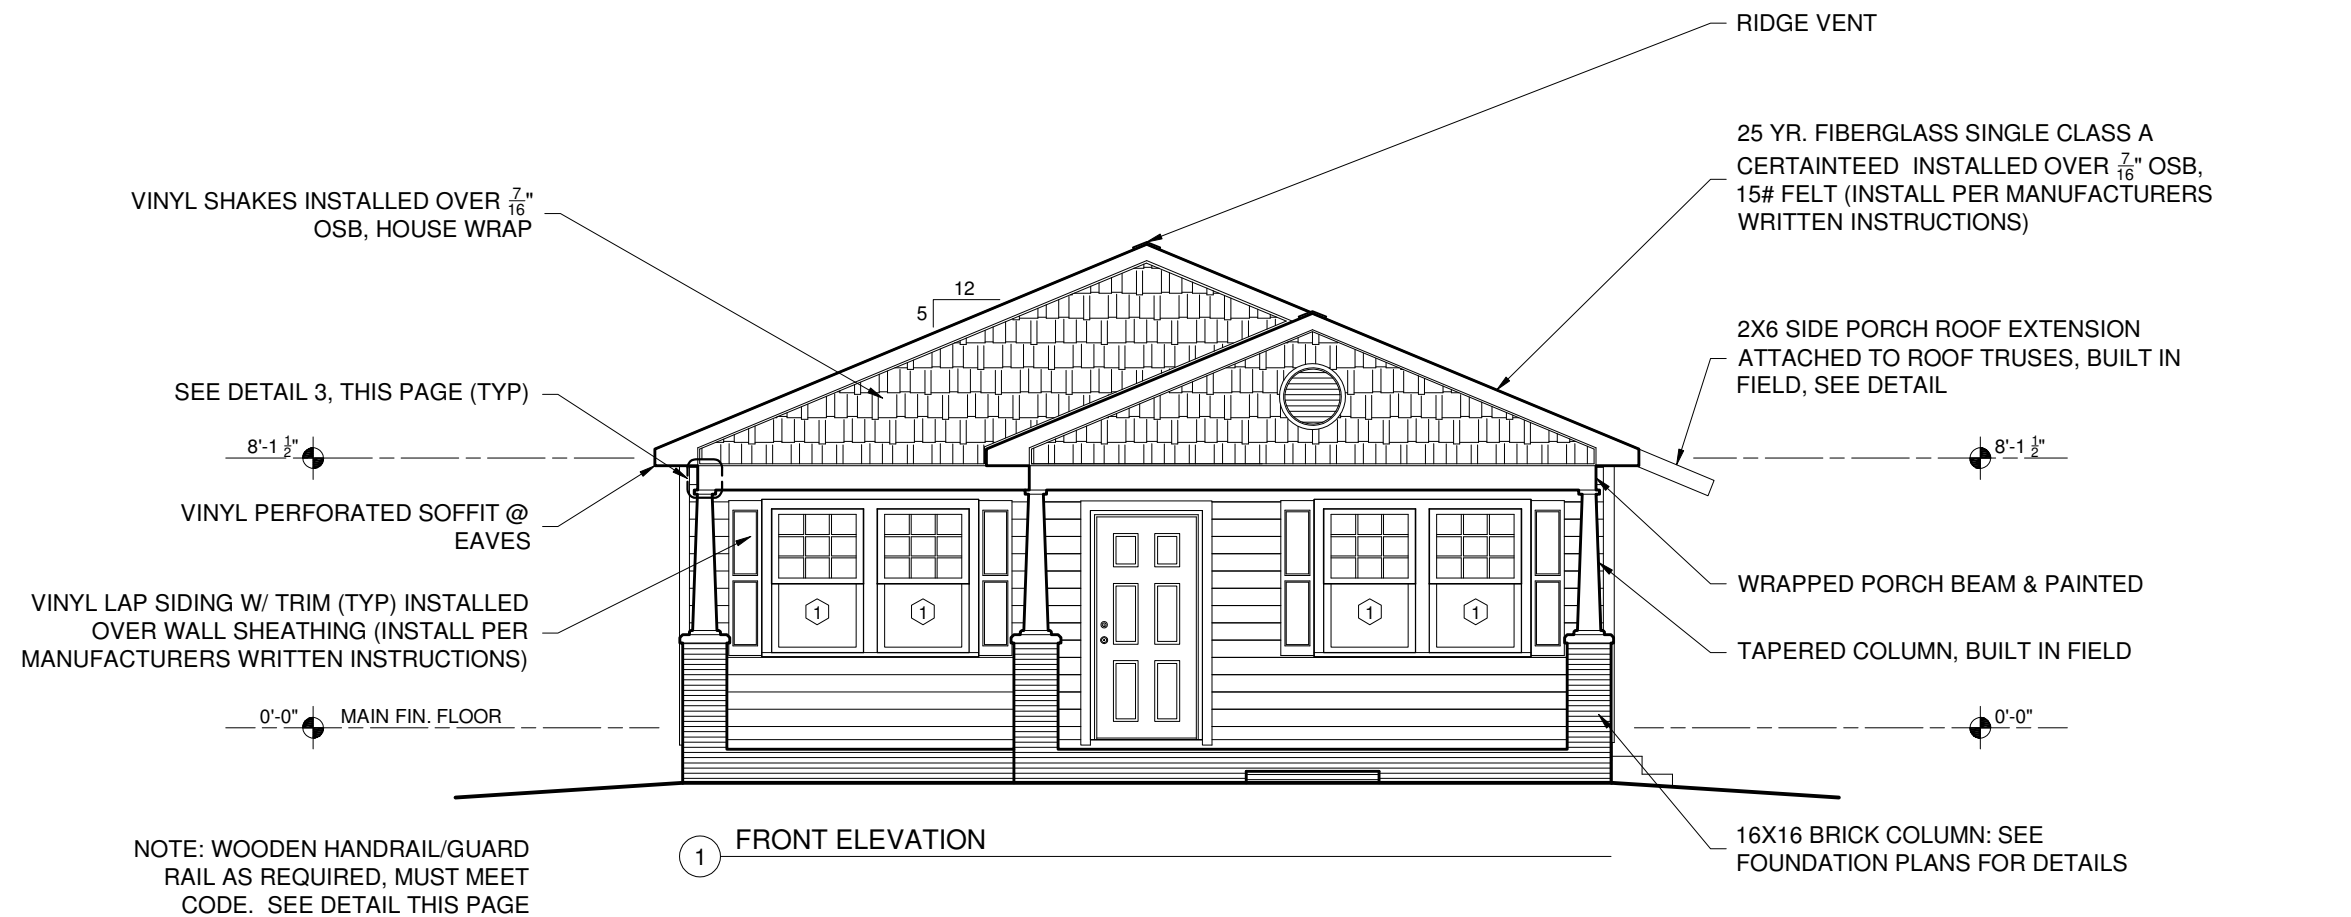 RIDGE VENT
25 YR. FIBERGLASS SINGLE CLASS A
CERTAINTEED  INSTALLED OVER 7/16" OSB,
15# FELT (INSTALL PER MANUFACTURERS
WRITTEN INSTRUCTIONS)
VINYL SHAKES INSTALLED OVER 7/16"
OSB, HOUSE WRAP
12
5
2X6 SIDE PORCH ROOF EXTENSION
ATTACHED TO ROOF TRUSES, BUILT IN
FIELD, SEE DETAIL
SEE DETAIL 3, THIS PAGE (TYP)
8'-1 1/2"
8'-1 1/2"
VINYL PERFORATED SOFFIT @
EAVES
VINYL LAP SIDING W/ TRIM (TYP) INSTALLED
OVER WALL SHEATHING (INSTALL PER
MANUFACTURERS WRITTEN INSTRUCTIONS)
1
1
1
1
WRAPPED PORCH BEAM & PAINTED
TAPERED COLUMN, BUILT IN FIELD
0'-0"
MAIN FIN. FLOOR
0'-0"
16X16 BRICK COLUMN: SEE
FOUNDATION PLANS FOR DETAILS
NOTE: WOODEN HANDRAIL/GUARD
RAIL AS REQUIRED, MUST MEET
CODE.  SEE DETAIL THIS PAGE
1
FRONT ELEVATION